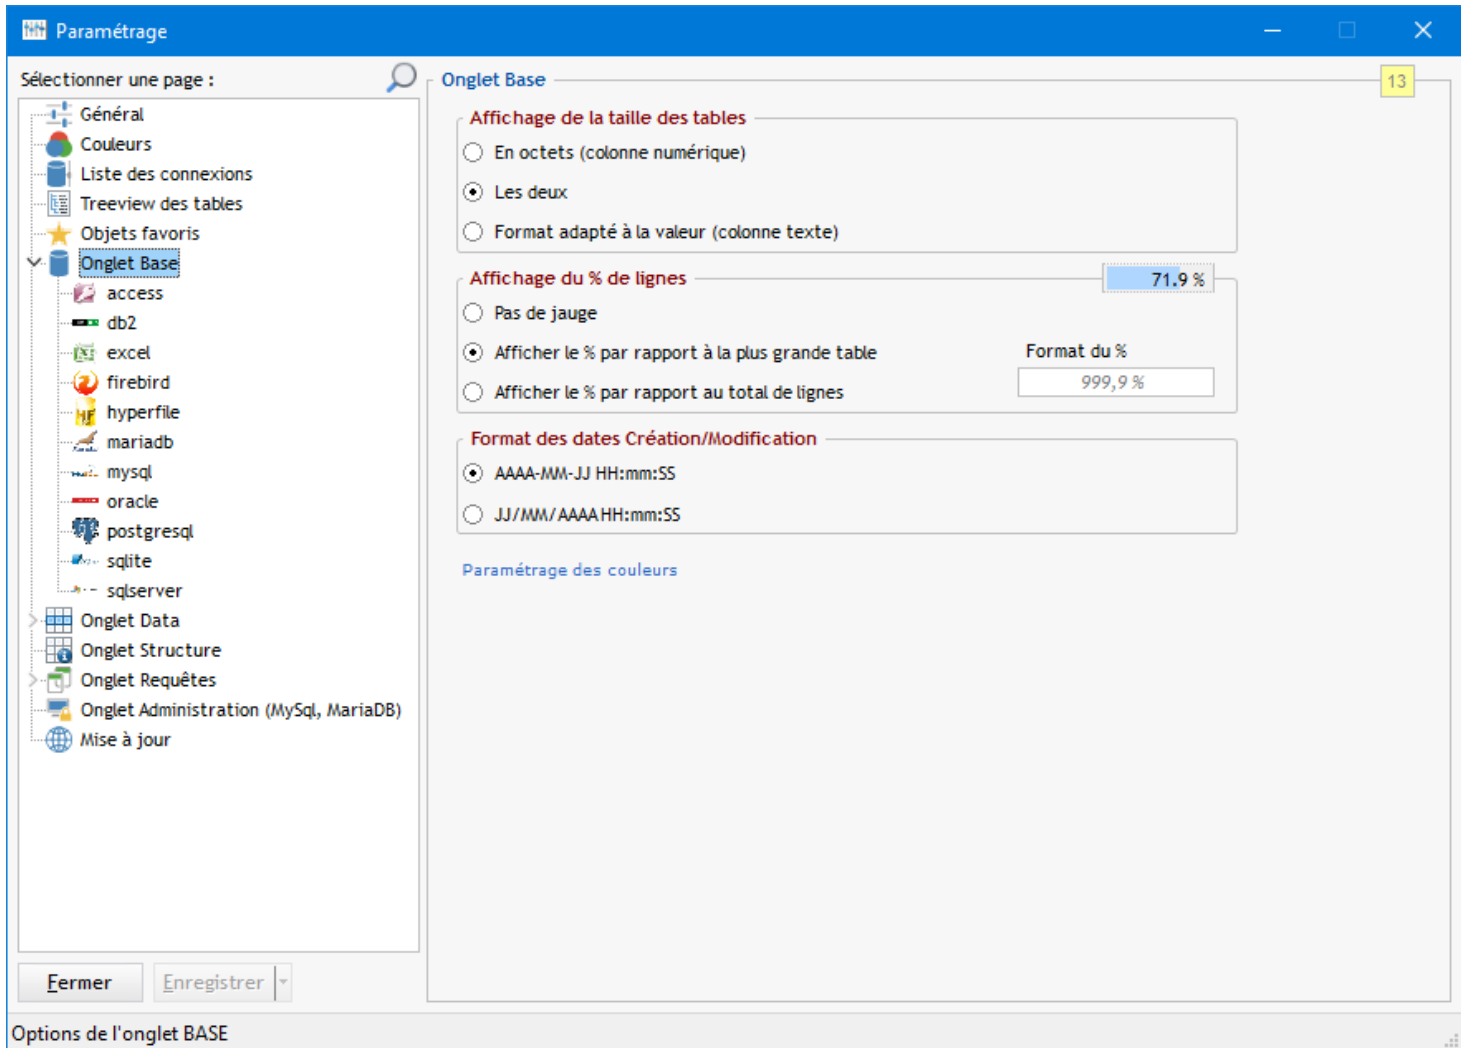 Paramétrage
Sélectionner une page :
Général
Couleurs
Liste des connexions
Treeview des tables
Objets favoris
Onglet Base
access
db2
excel
firebird
hyperfile
mariadb
mysql
oracle
postgresql
sqlite
sqlserver
Onglet Data
Onglet Structure
Onglet Requêtes
Onglet Administration (MySql, MariaDB)
Mise à jour
Fermer
Enregistrer
Onglet Base
13
Affichage de la taille des tables
En octets (colonne numérique)
Les deux
Format adapté à la valeur (colonne texte)
Affichage du % de lignes
71.9 %
Pas de jauge
Afficher le % par rapport à la plus grande table
Format du %
999,9 %
Afficher le % par rapport au total de lignes
Format des dates Création/Modification
AAAA-MM-JJ HH:mm:SS
JJ/MM/AAAA HH:mm:SS
Paramétrage des couleurs
Options de l'onglet BASE